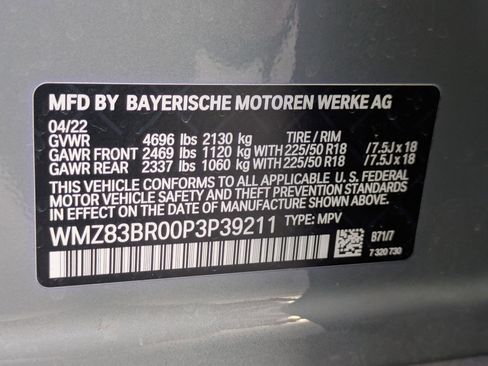 MFD BY BAYERISCHE MOTOREN WERKE AG
04/22
GVWR 4696 lbs 2130 kg TIRE / RIM
GAWR FRONT 2469 lbs 1120 kg WITH 225/50 R18 /7.5J x 18
GAWR REAR 2337 lbs 1060 kg WITH 225/50 R18 /7.5J x 18
THIS VEHICLE CONFORMS TO ALL APPLICABLE U. S. FEDERAL
MOTOR VEHICLE SAFETY, BUMPER, AND THEFT PREVENTION STANDARDS
IN EFFECT ON THE DATE OF MANUFACTURE SHOWN ABOVE.
WMZ83BR00P3P39211 TYPE: MPV
B71/7
7 320 730